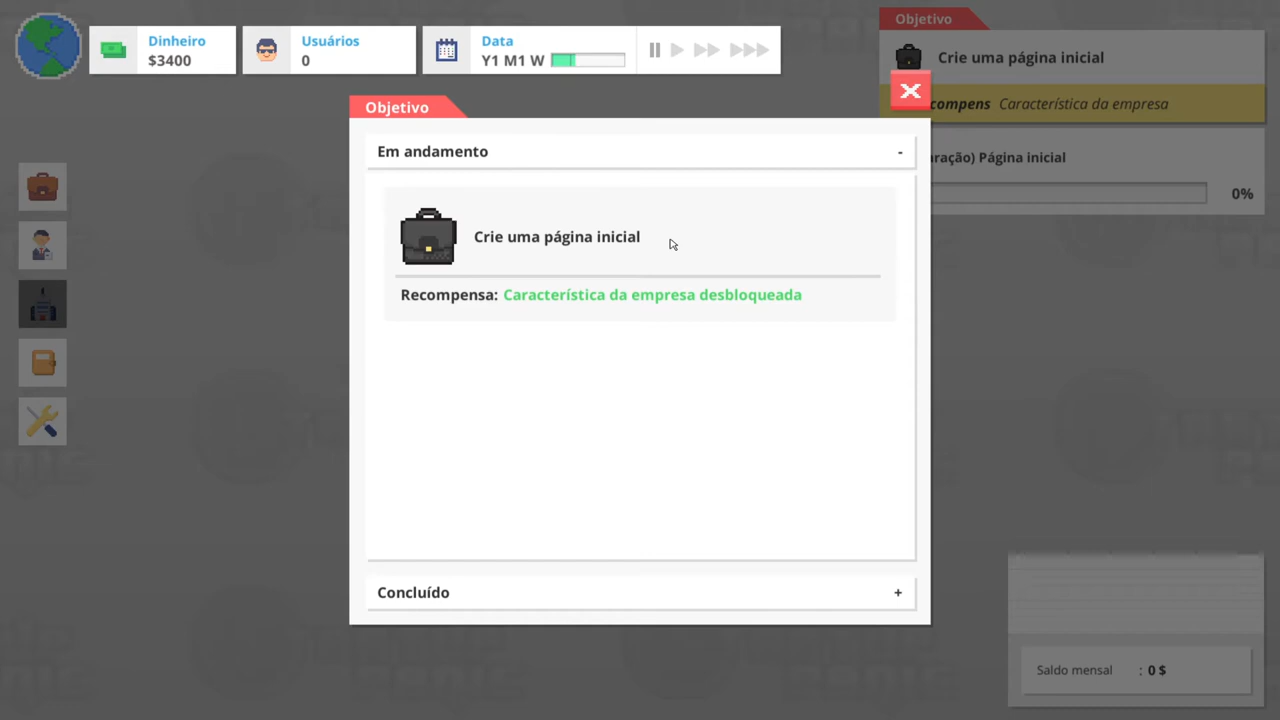 Dinheiro
$3400
Usuários
0
Data
Y1 M1 W
Objetivo
Crie uma página inicial
compens Característica da empresa
ração) Página inicial
0%
Objetivo
Em andamento
-
Crie uma página inicial
Recompensa: Característica da empresa desbloqueada
Concluído
+
Saldo mensal : 0 $